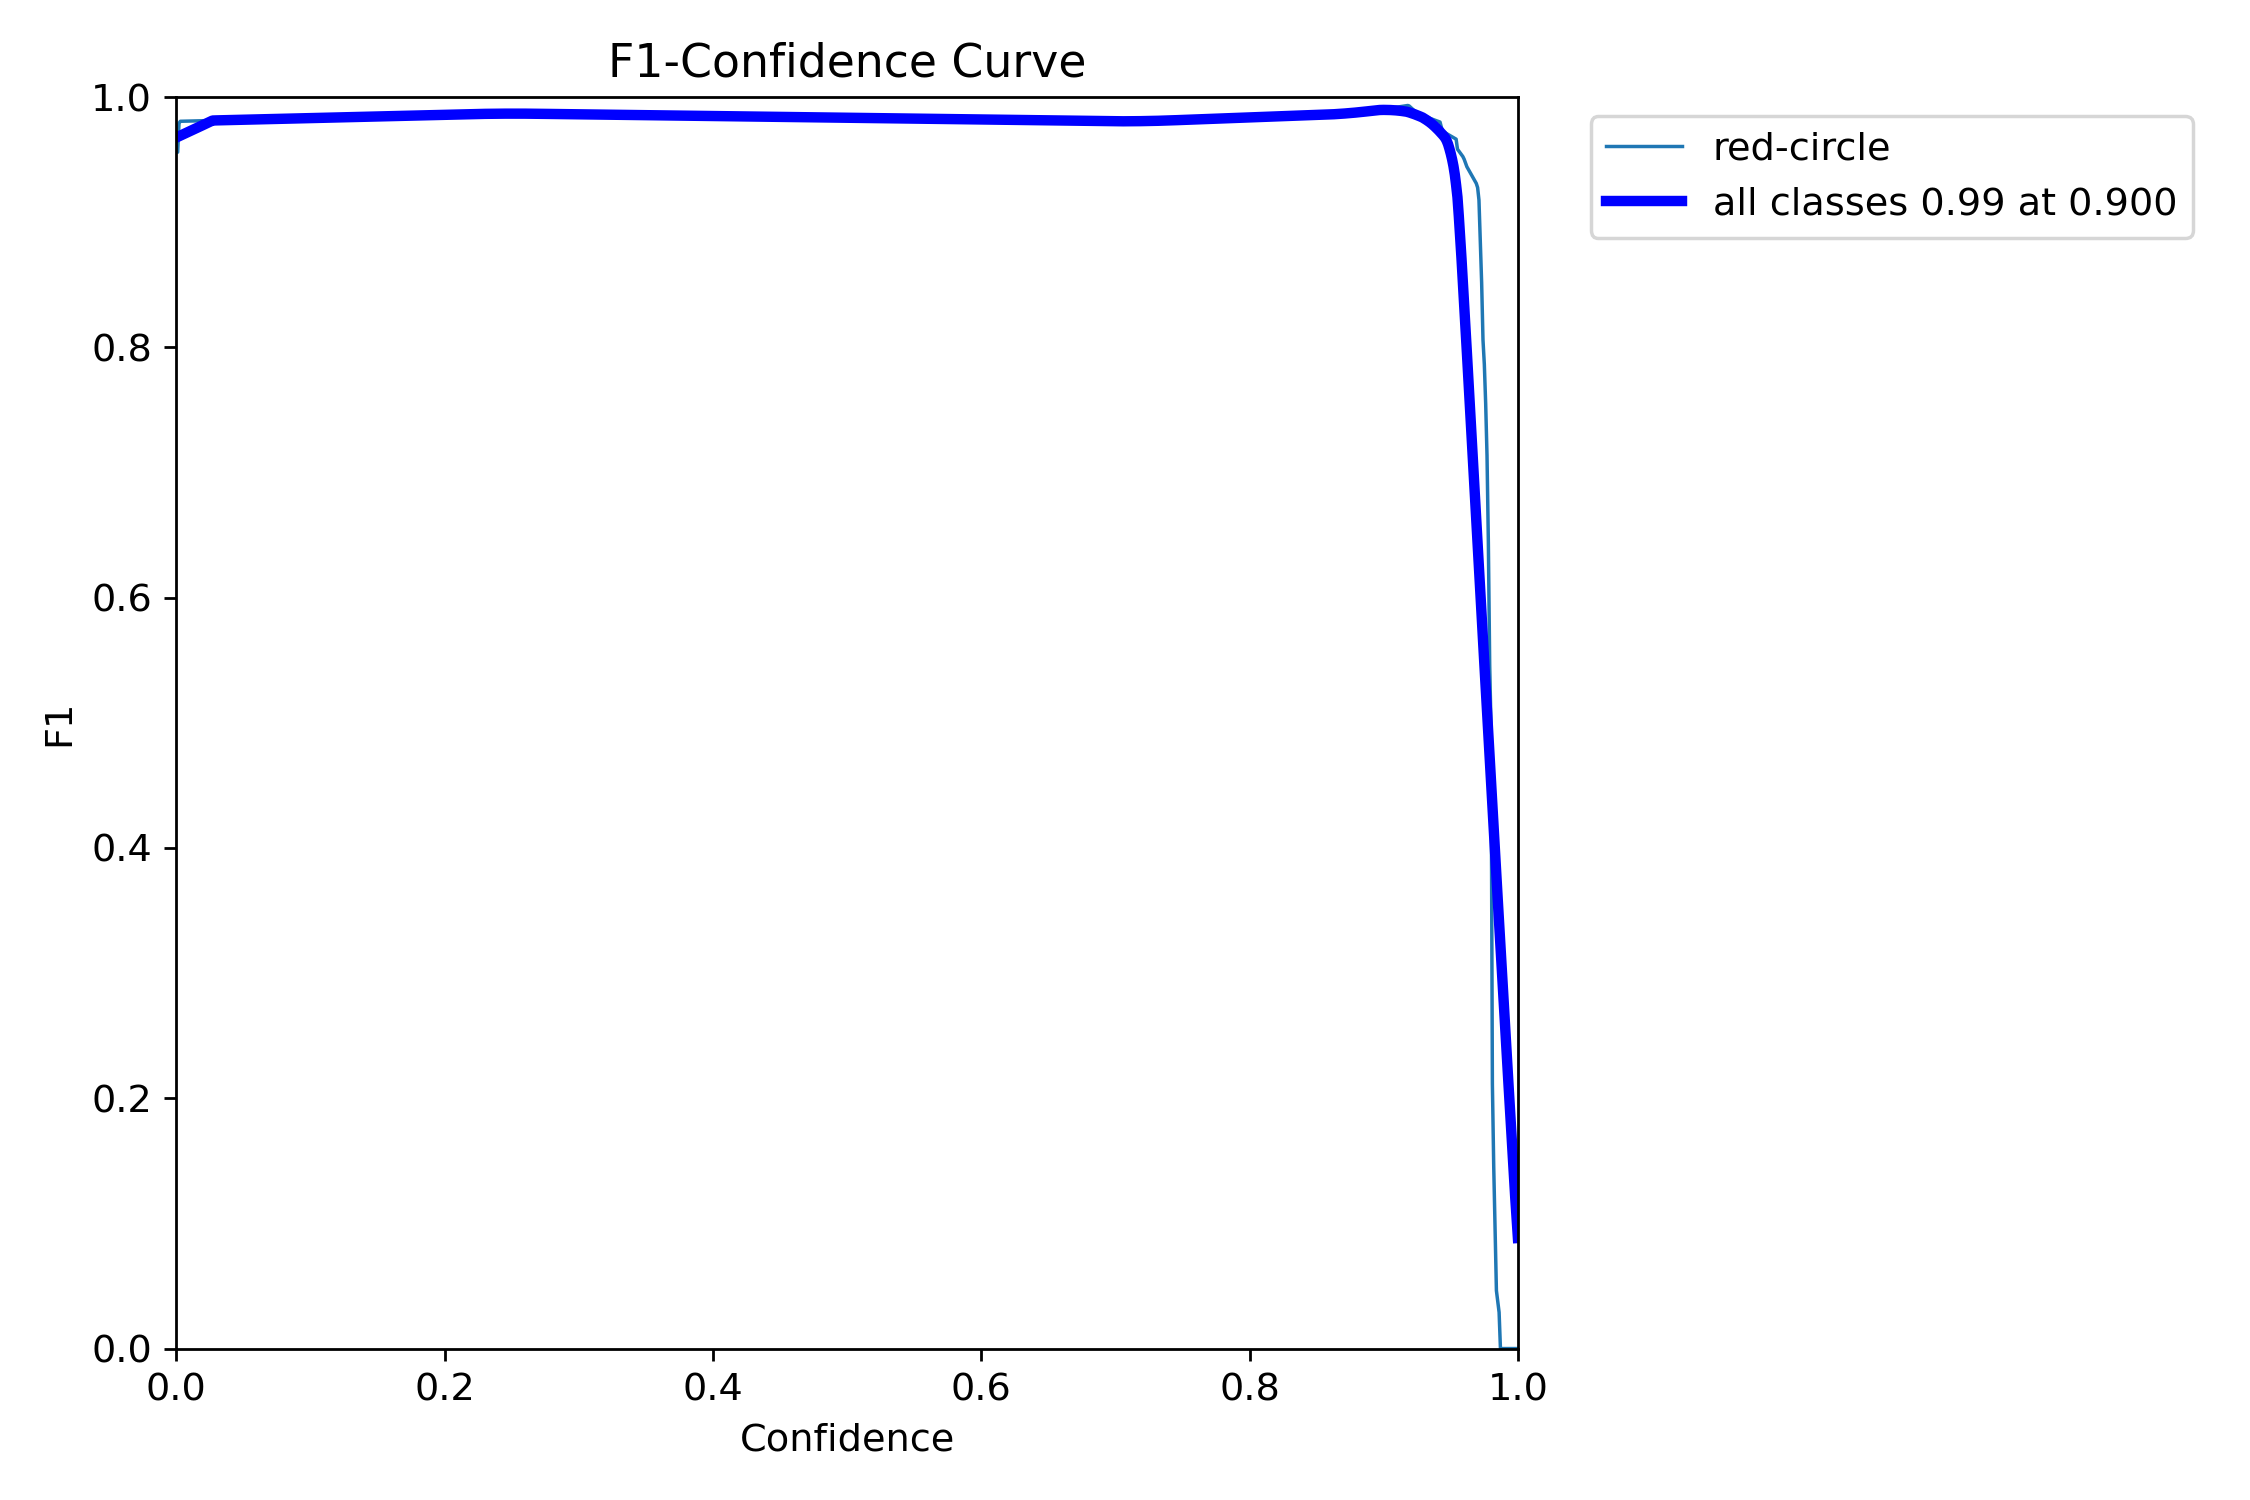 F1-Confidence Curve
1.0
0.8
0.6
0.4
0.2
0.0
F1
0.0 0.2 0.4 0.6 0.8 1.0
Confidence
red-circle
all classes 0.99 at 0.900